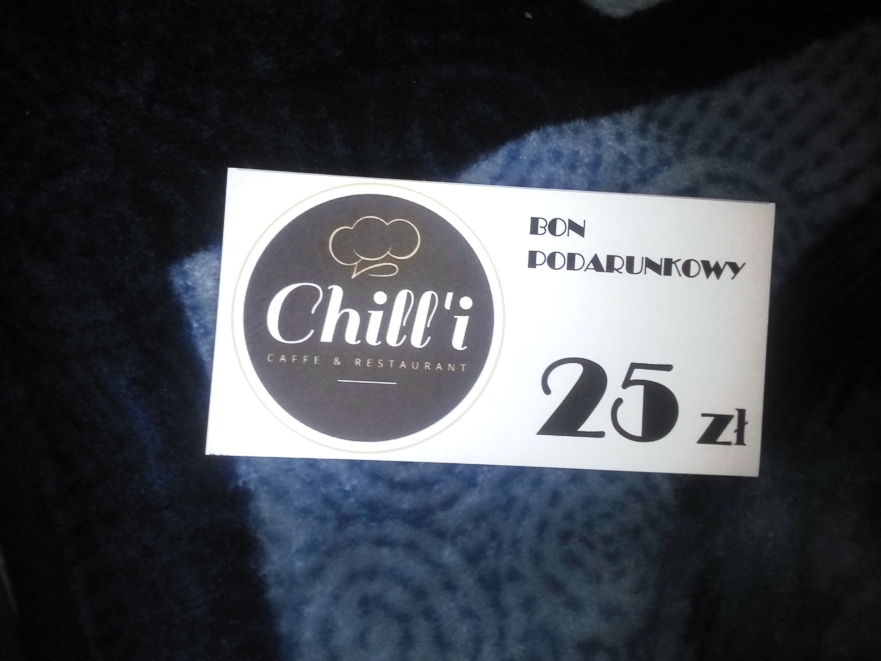 Chill'i
CAFFE & RESTAURANT
BON
PODARUNKOWY
25 zł